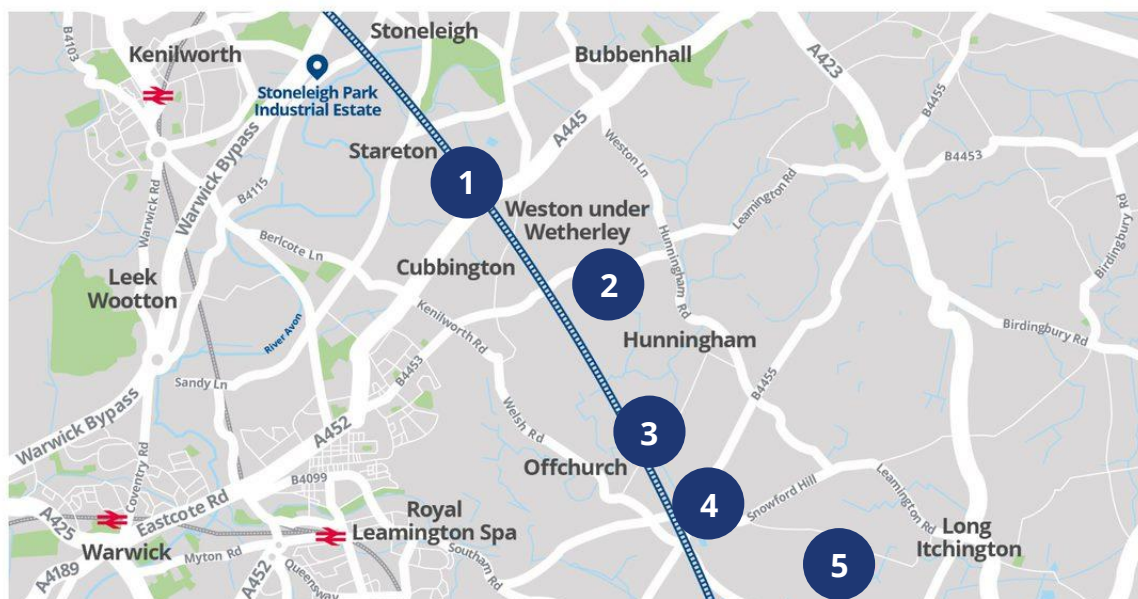 B4103
Kenilworth
Stoneleigh
Bubbenhall
A423
B4455
Stoneleigh Park
Industrial Estate
A445
Weston Ln
Stareton
B4453
Warwick Bypass
B4115
Warwick Rd
1
Leamington Rd
Birdingbury Rd
Weston under
Wetherley
Berlcote Ln
Cubbington
Hunningham Rd
2
Leek
Wootton
Kenilworth Rd
River Avon
Hunningham
Birdingbury Rd
Sandy Ln
B4453
B4455
Warwick Bypass
A452
Welsh Rd
3
Offchurch
Coventry Rd
B4099
Eastcote Rd
4
Snowford Hill
Leamington Rd
A425
Royal
Leamington Spa
Long
Itchington
Warwick
Myton Rd
Southam Rd
5
A4189
A452
Queensway